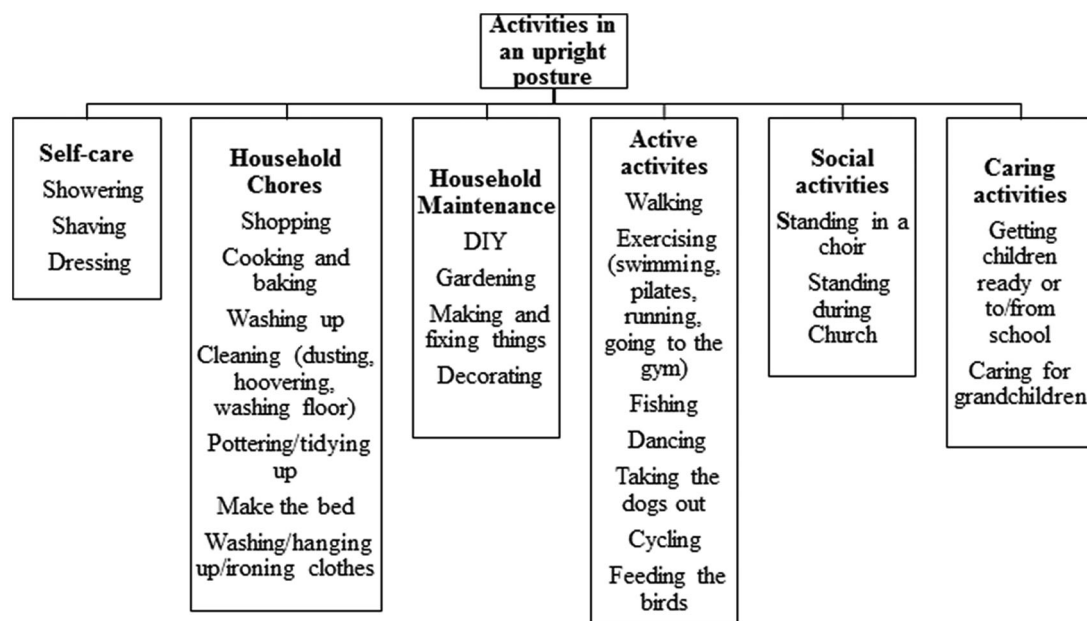 Activities in
an upright
posture
Self-care
Showering
Shaving
Dressing
Household
Chores
Shopping
Cooking and
baking
Washing up
Cleaning (dusting,
hoovering,
washing floor)
Pottering/tidying
up
Make the bed
Washing/hanging
up/ironing clothes
Household
Maintenance
DIY
Gardening
Making and
fixing things
Decorating
Active
activites
Walking
Exercising
(swimming,
pilates,
running,
going to the
gym)
Fishing
Dancing
Taking the
dogs out
Cycling
Feeding the
birds
Social
activities
Standing in a
choir
Standing
during
Church
Caring
activities
Getting
children
ready or
to/from
school
Caring for
grandchildren